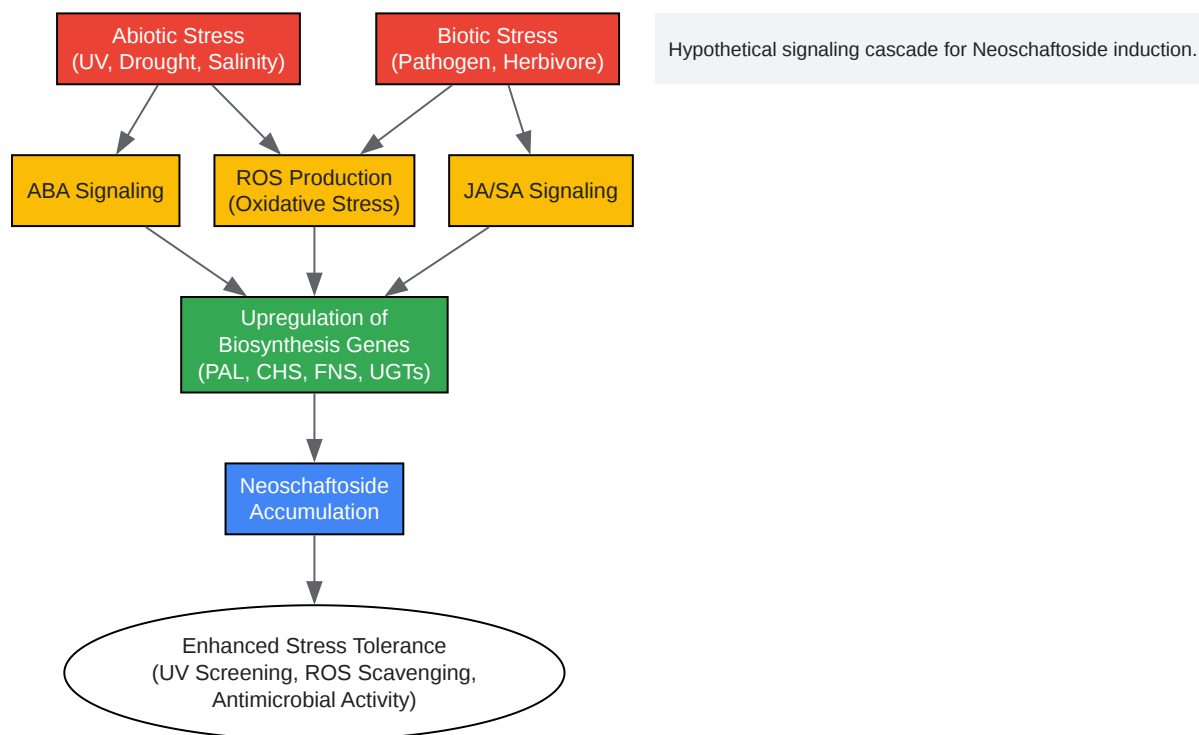 Abiotic Stress
(UV, Drought, Salinity)
Biotic Stress
(Pathogen, Herbivore)
Hypothetical signaling cascade for Neoschaftoside induction.
ABA Signaling
ROS Production
(Oxidative Stress)
JA/SA Signaling
Upregulation of
Biosynthesis Genes
(PAL, CHS, FNS, UGTs)
Neoschaftoside
Accumulation
Enhanced Stress Tolerance
(UV Screening, ROS Scavenging,
Antimicrobial Activity)